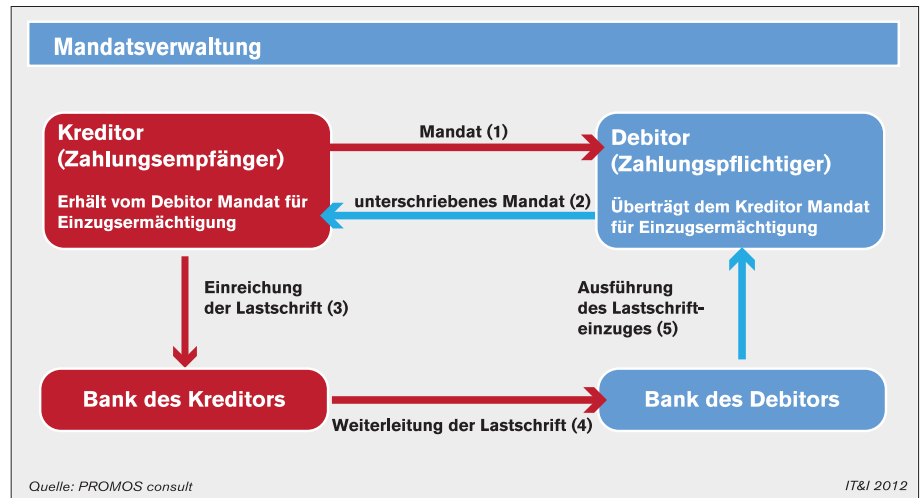 Mandatsverwaltung
Kreditor
(Zahlungsempfänger)
Erhält vom Debitor Mandat für
Einzugsermächtigung
Mandat (1)
Debitor
(Zahlungspflichtiger)
Überträgt dem Kreditor Mandat
für Einzugsermächtigung
unterschriebenes Mandat (2)
Einreichung
der Lastschrift (3)
Ausführung
des Lastschrift-
einzuges (5)
Bank des Kreditors
Weiterleitung der Lastschrift (4)
Bank des Debitors
Quelle: PROMOS consult
IT&I 2012